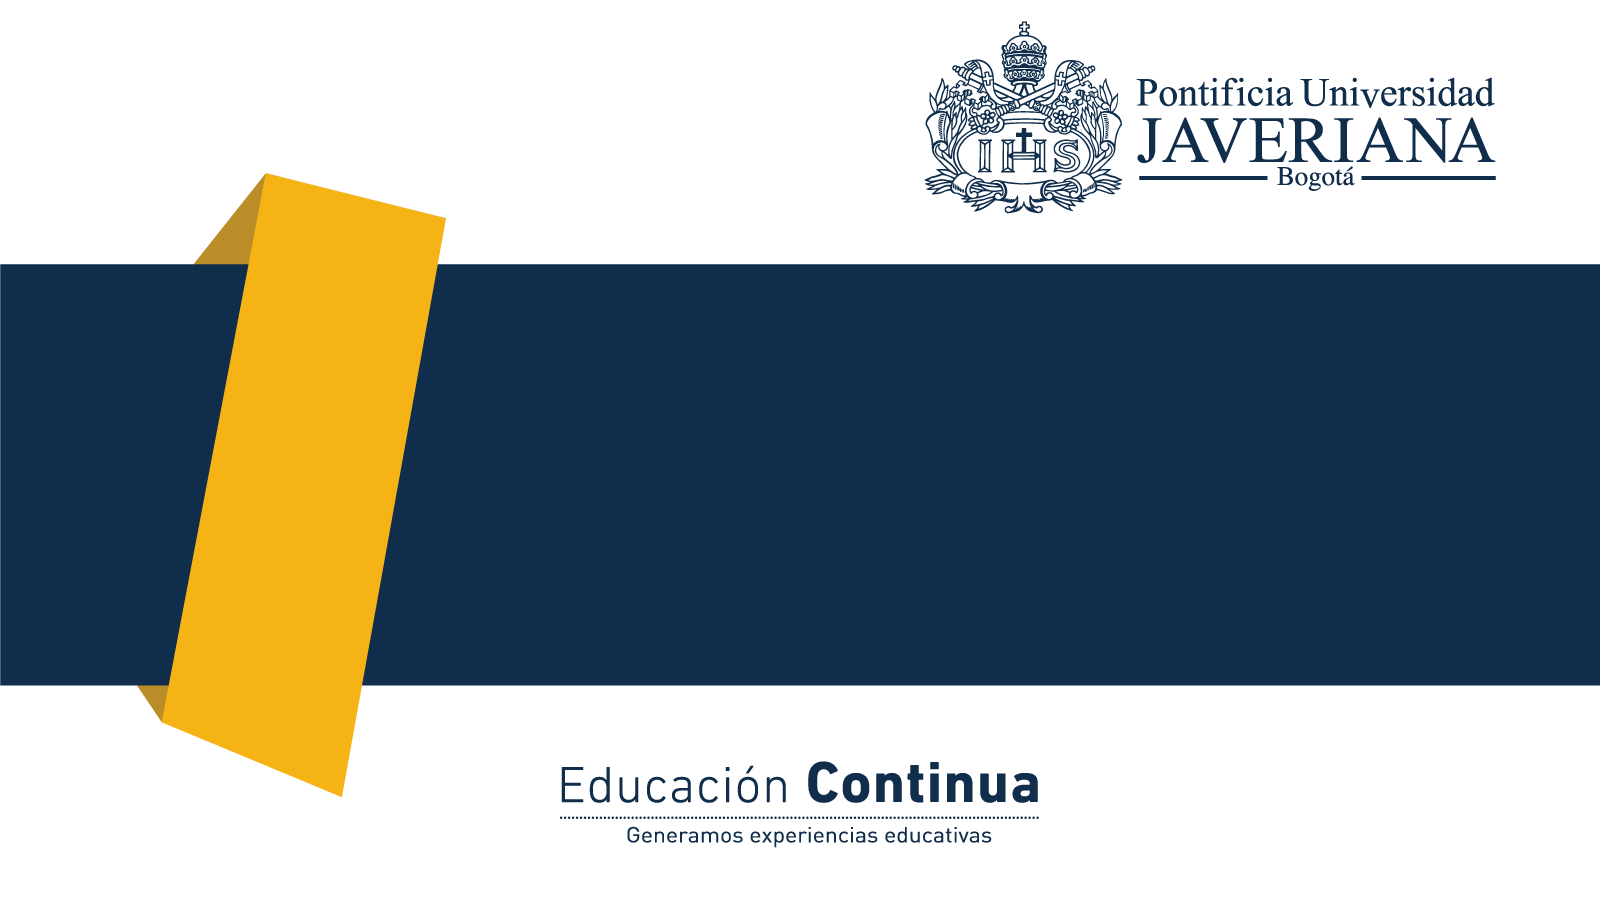 Pontificia Universidad
JAVERIANA
Bogotá
IHS
Educación Continua
Generamos experiencias educativas